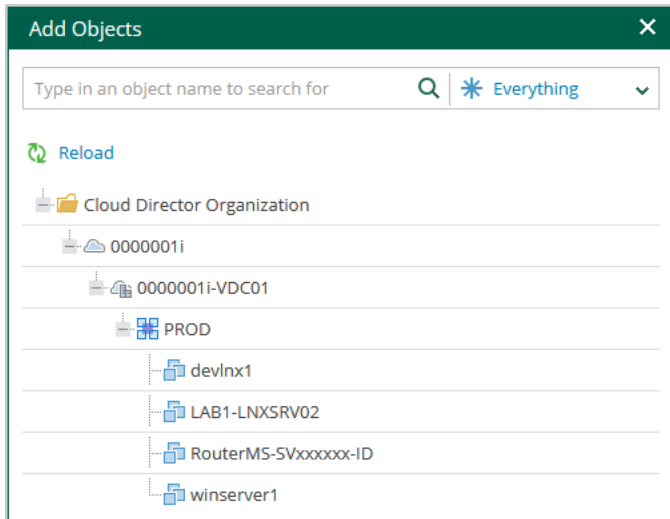 Add Objects
Type in an object name to search for
Everything
Reload
Cloud Director Organization
0000001i
0000001i-VDC01
PROD
devlnx1
LAB1-LNXSRV02
RouterMS-SVxxxxxx-ID
winserver1